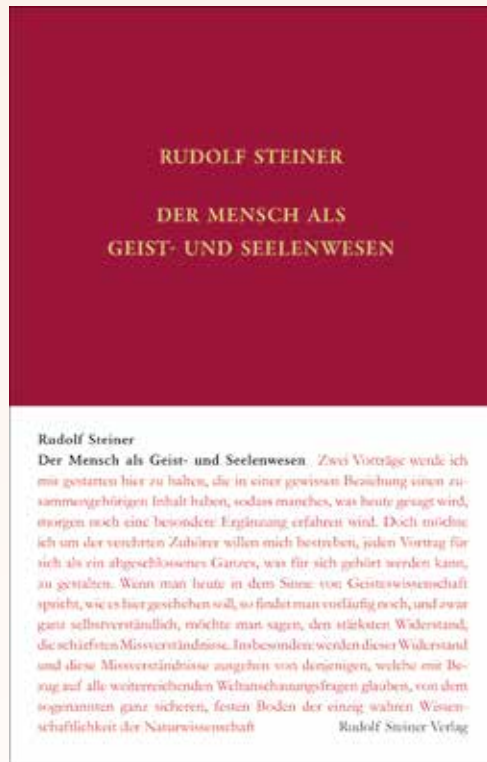 RUDOLF STEINER
DER MENSCH ALS
GEIST- UND SEELENWESEN
Rudolf Steiner
Der Mensch als Geist- und Seelenwesen Zwei Vorträge werde ich
mir gestatten hier zu halten, die in einer gewissen Beziehung einen zu-
sammengehörigen Inhalt haben, sodass manches, was heute gesagt wird,
morgen noch eine besondere Ergänzung erfahren wird. Doch möchte
ich um der verehrten Zuhörer willen mich bestreben, jeden Vortrag für
sich als ein abgeschlossenes Ganzes, was für sich gehört werden kann,
zu gestalten. Wenn man heute in dem Sinne von Geisteswissenschaft
spricht, wie es hier geschehen soll, so findet man vorläufig noch, und zwar
ganz selbstverständlich, möchte man sagen, den stärksten Widerstand,
die schärfsten Missverständnisse. Insbesondere werden dieser Widerstand
und diese Missverständnisse ausgehen von denjenigen, welche mit Be-
zug auf alle weiterreichenden Weltanschauungsfragen glauben, von dem
sogenannten ganz sicheren, festen Boden der einzig wahren Wissen-
schaftlichkeit der Naturwissenschaft Rudolf Steiner Verlag